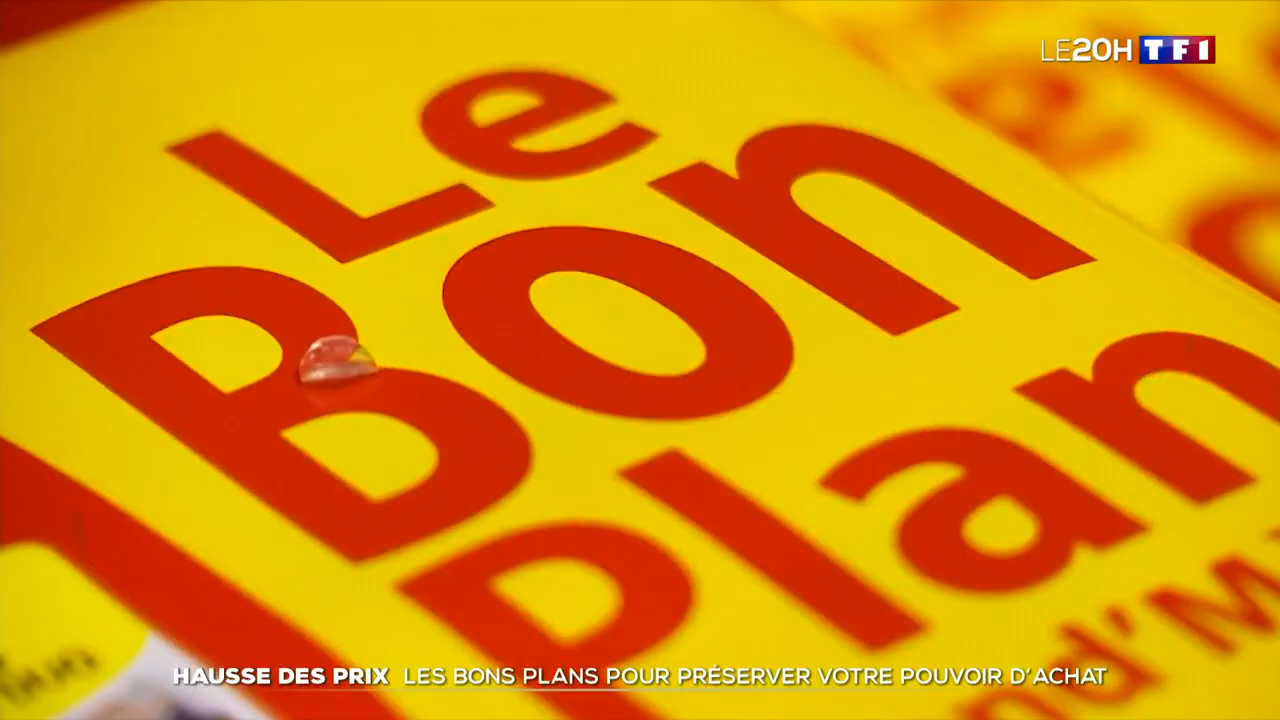 LE20H TF1
Le
Bon
Plan
HAUSSE DES PRIX LES BONS PLANS POUR PRÉSERVER VOTRE POUVOIR D'ACHAT